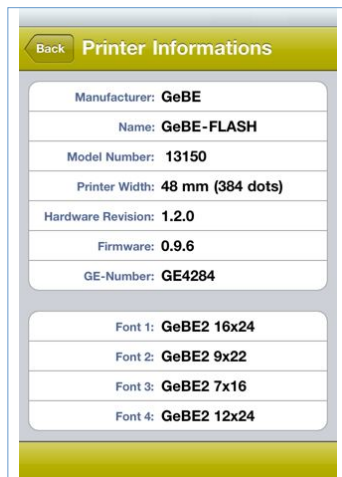 Back Printer Informations
Manufacturer: GeBE
Name: GeBE-FLASH
Model Number: 13150
Printer Width: 48 mm (384 dots)
Hardware Revision: 1.2.0
Firmware: 0.9.6
GE-Number: GE4284
Font 1: GeBE2 16x24
Font 2: GeBE2 9x22
Font 3: GeBE2 7x16
Font 4: GeBE2 12x24